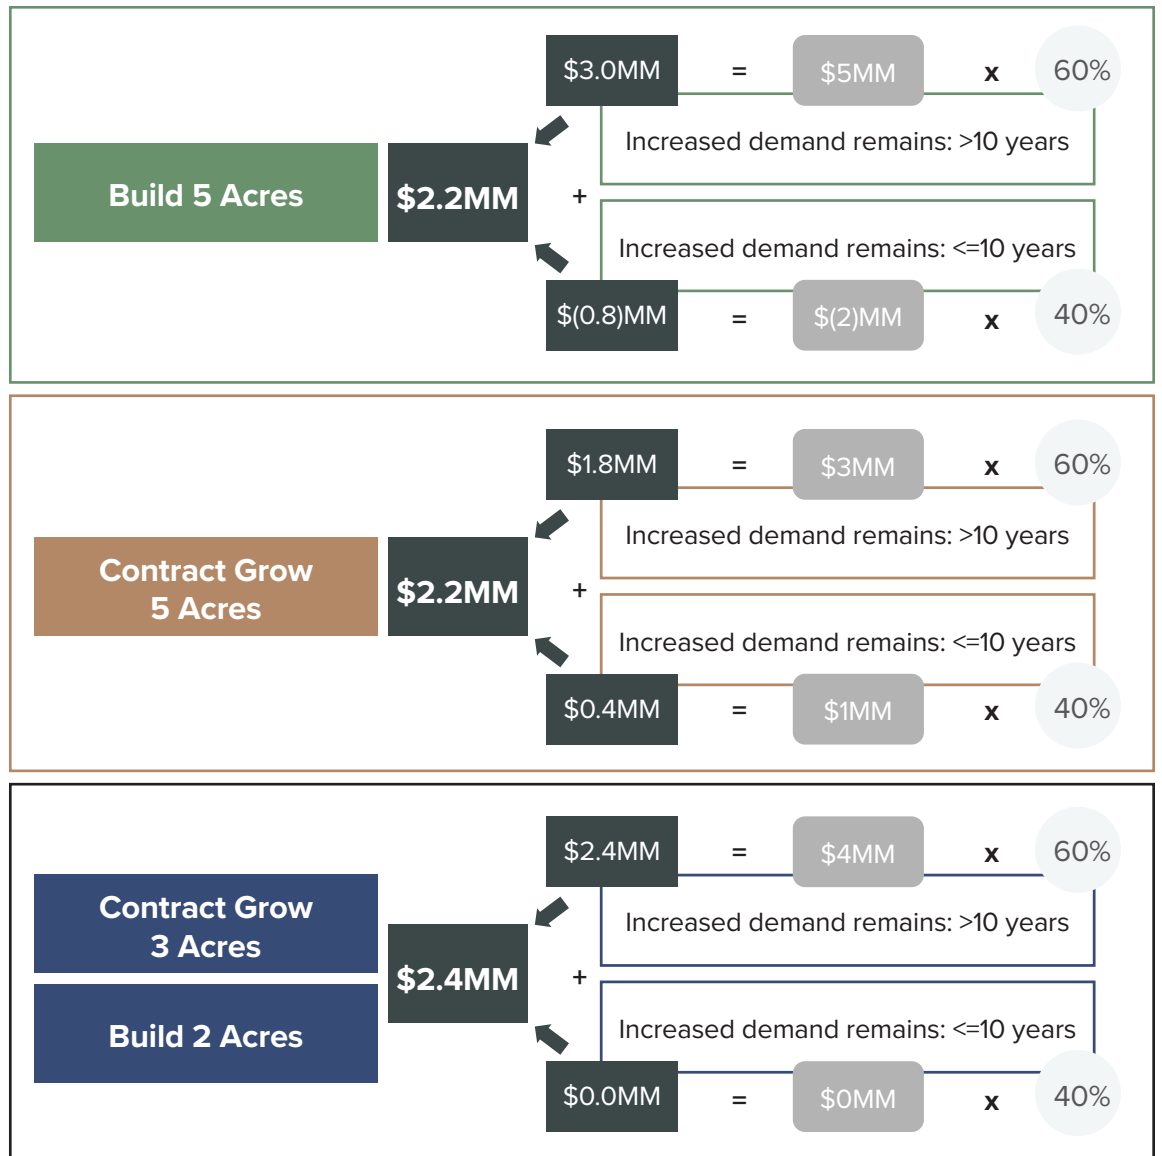 $3.0MM = $5MM x 60%
Increased demand remains: >10 years
Build 5 Acres $2.2MM +
Increased demand remains: <=10 years
$(0.8)MM = $(2)MM x 40%
$1.8MM = $3MM x 60%
Increased demand remains: >10 years
Contract Grow
5 Acres
$2.2MM +
Increased demand remains: <=10 years
$0.4MM = $1MM x 40%
$2.4MM = $4MM x 60%
Increased demand remains: >10 years
Contract Grow
3 Acres
$2.4MM +
Build 2 Acres
Increased demand remains: <=10 years
$0.0MM = $0MM x 40%